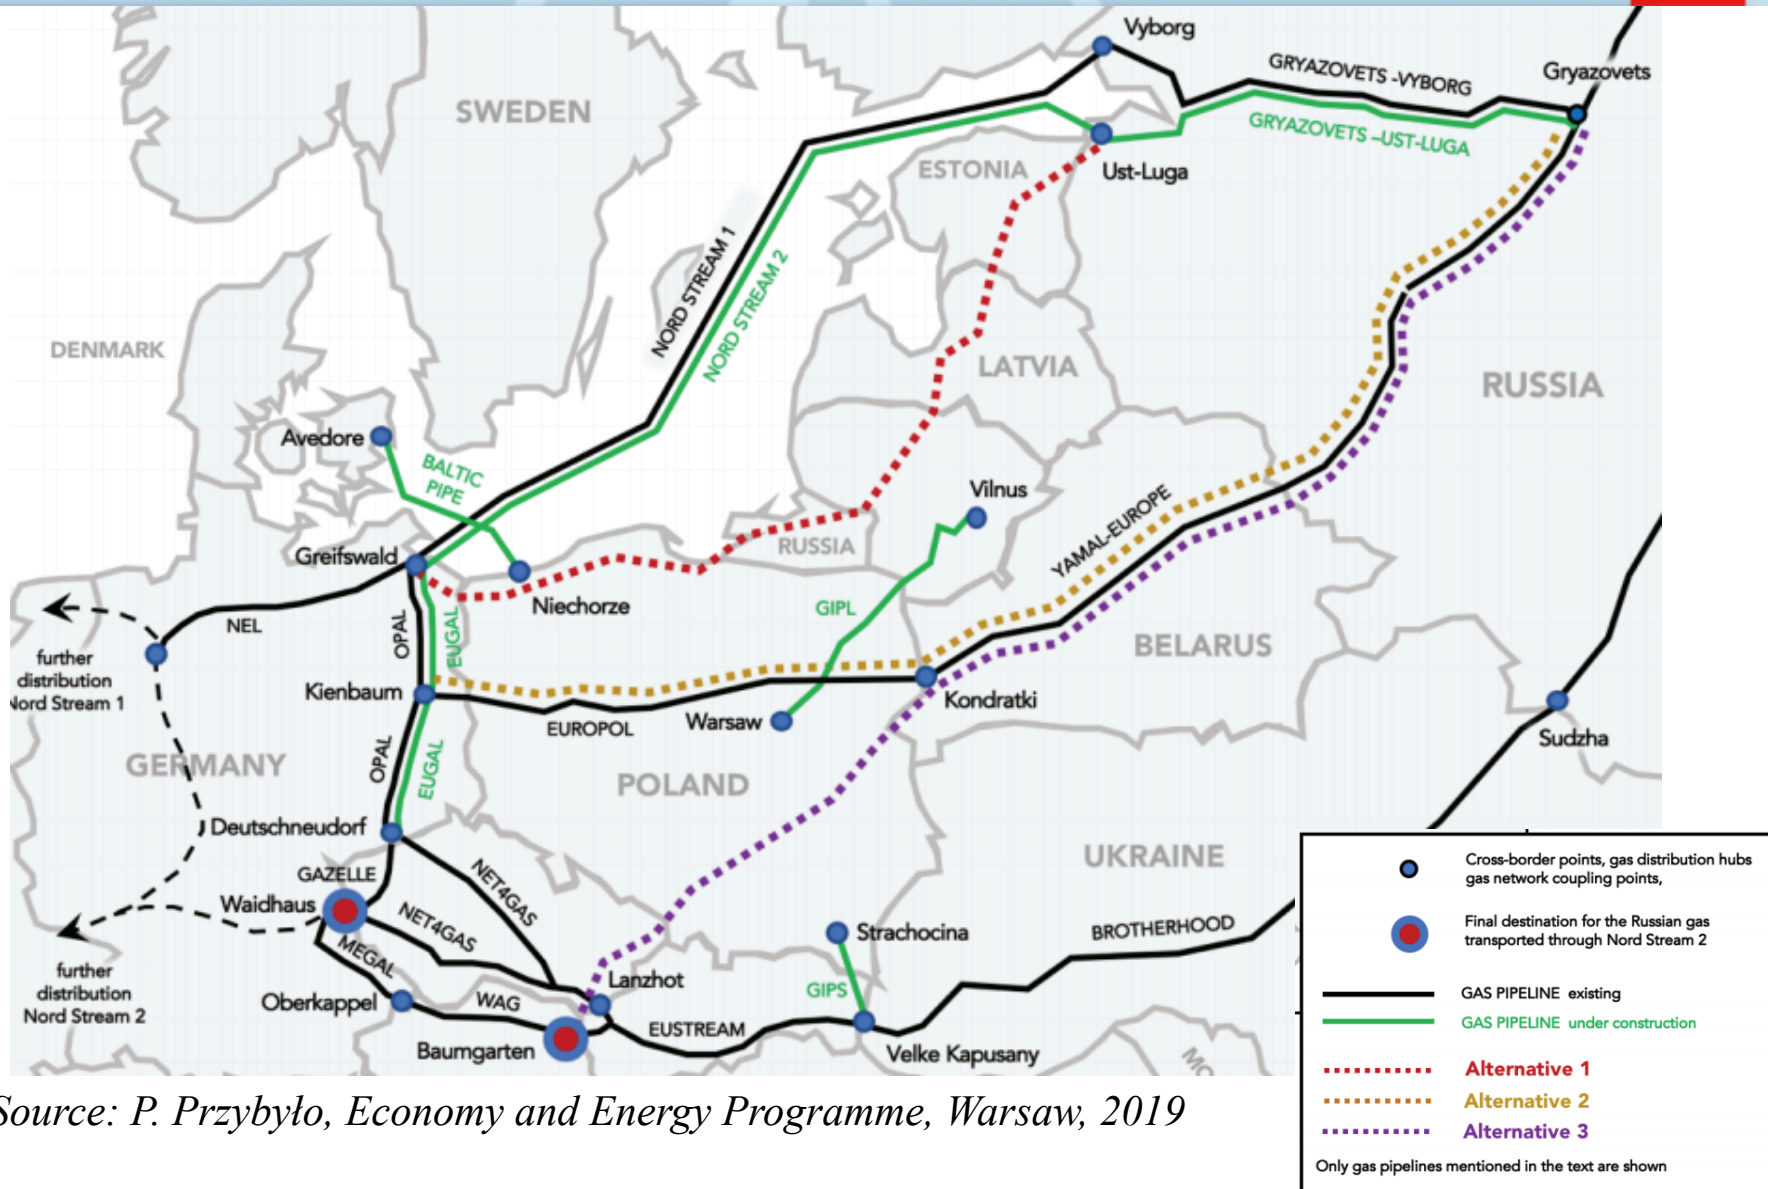 Vyborg
GRYAZOVETS -VYBORG
Gryazovets
SWEDEN
GRYAZOVETS –UST-LUGA
ESTONIA
Ust-Luga
NORD STREAM 1
NORD STREAM 2
DENMARK
LATVIA
RUSSIA
Avedore
BALTIC
PIPE
Vilnus
YAMAL-EUROPE
RUSSIA
Greifswald
Niechorze
GIPL
NEL
OPAL
EUGAL
BELARUS
further
distribution
Nord Stream 1
Kienbaum
Kondratki
EUROPOL
Warsaw
Sudzha
GERMANY
OPAL
EUGAL
POLAND
Deutschneudorf
UKRAINE
GAZELLE
NET4GAS
Waidhaus
NET4GAS
Strachocina
BROTHERHOOD
MEGAL
further
distribution
Nord Stream 2
Lanzhot
GIPS
Oberkappel
WAG
EUSTREAM
Baumgarten
Velke Kapusany
MO
Cross-border points, gas distribution hubs
gas network coupling points,
Final destination for the Russian gas
transported through Nord Stream 2
GAS PIPELINE existing
GAS PIPELINE under construction
Alternative 1
Alternative 2
Alternative 3
Only gas pipelines mentioned in the text are shown
Source: P. Przybyło, Economy and Energy Programme, Warsaw, 2019